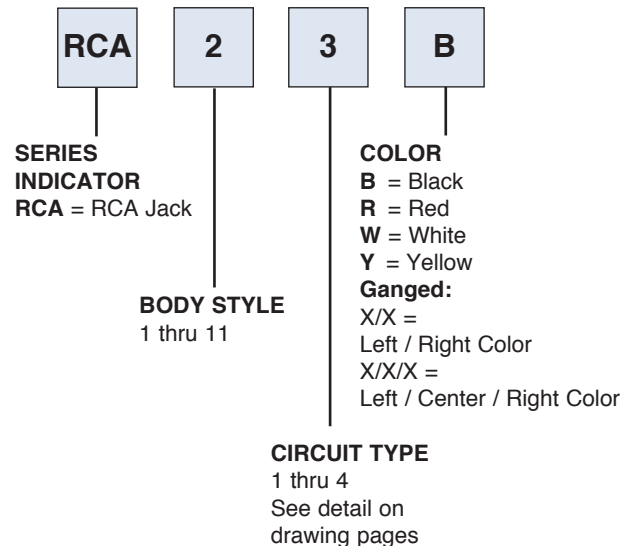 RCA 2 3 B
SERIES
INDICATOR
RCA = RCA Jack
BODY STYLE
1 thru 11
CIRCUIT TYPE
1 thru 4
See detail on
drawing pages
COLOR
B = Black
R = Red
W = White
Y = Yellow
Ganged:
X/X =
Left / Right Color
X/X/X =
Left / Center / Right Color